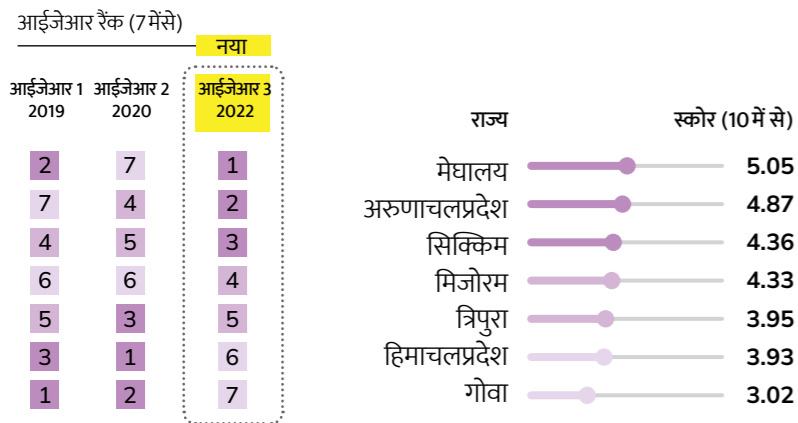 आईजेआर रैंक (7 मेंसे)
नया
आईजेआर 1 आईजेआर 2 आईजेआर 3
2019 2020 2022
राज्य स्कोर (10 में से)
2 7 1 मेघालय 5.05
7 4 2 अरुणाचलप्रदेश 4.87
4 5 3 सिक्किम 4.36
6 6 4 मिजोरम 4.33
5 3 5 त्रिपुरा 3.95
3 1 6 हिमाचलप्रदेश 3.93
1 2 7 गोवा 3.02